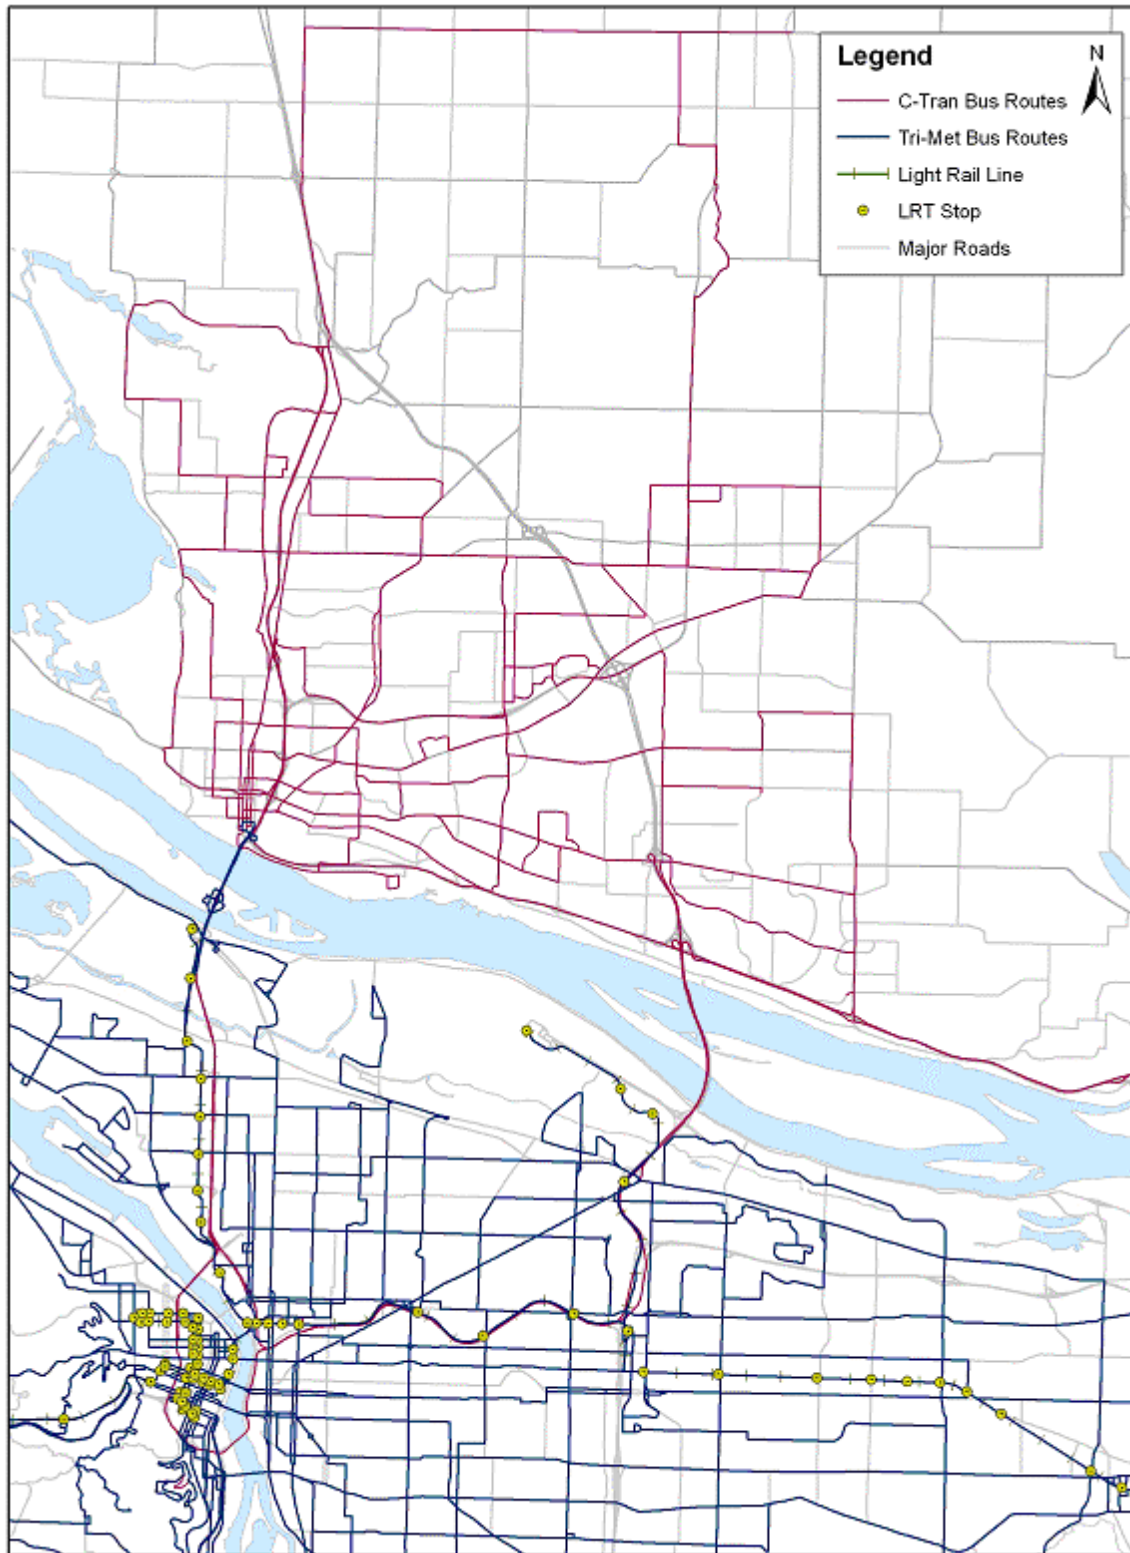 Legend
N
C-Tran Bus Routes
Tri-Met Bus Routes
Light Rail Line
LRT Stop
Major Roads